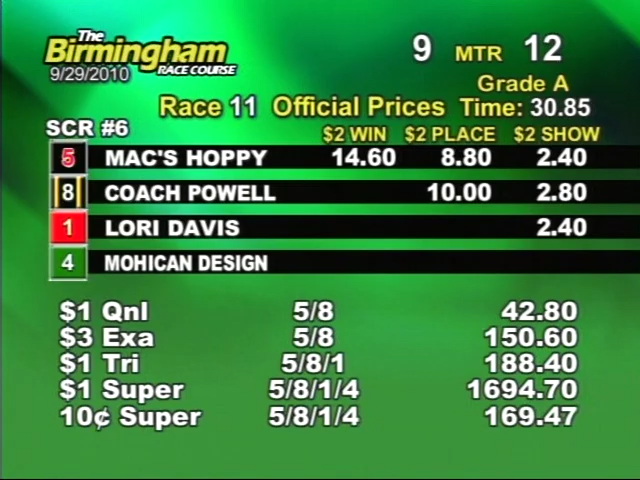 The
Birmingham
RACE COURSE
9/29/2010
9 MTR 12
Grade A
Race 11 Official Prices Time: 30.85
SCR #6
$2 WIN $2 PLACE $2 SHOW
5 MAC'S HOPPY 14.60 8.80 2.40
8 COACH POWELL 10.00 2.80
1 LORI DAVIS 2.40
4 MOHICAN DESIGN
$1 Qnl 5/8 42.80
$3 Exa 5/8 150.60
$1 Tri 5/8/1 188.40
$1 Super 5/8/1/4 1694.70
10¢ Super 5/8/1/4 169.47